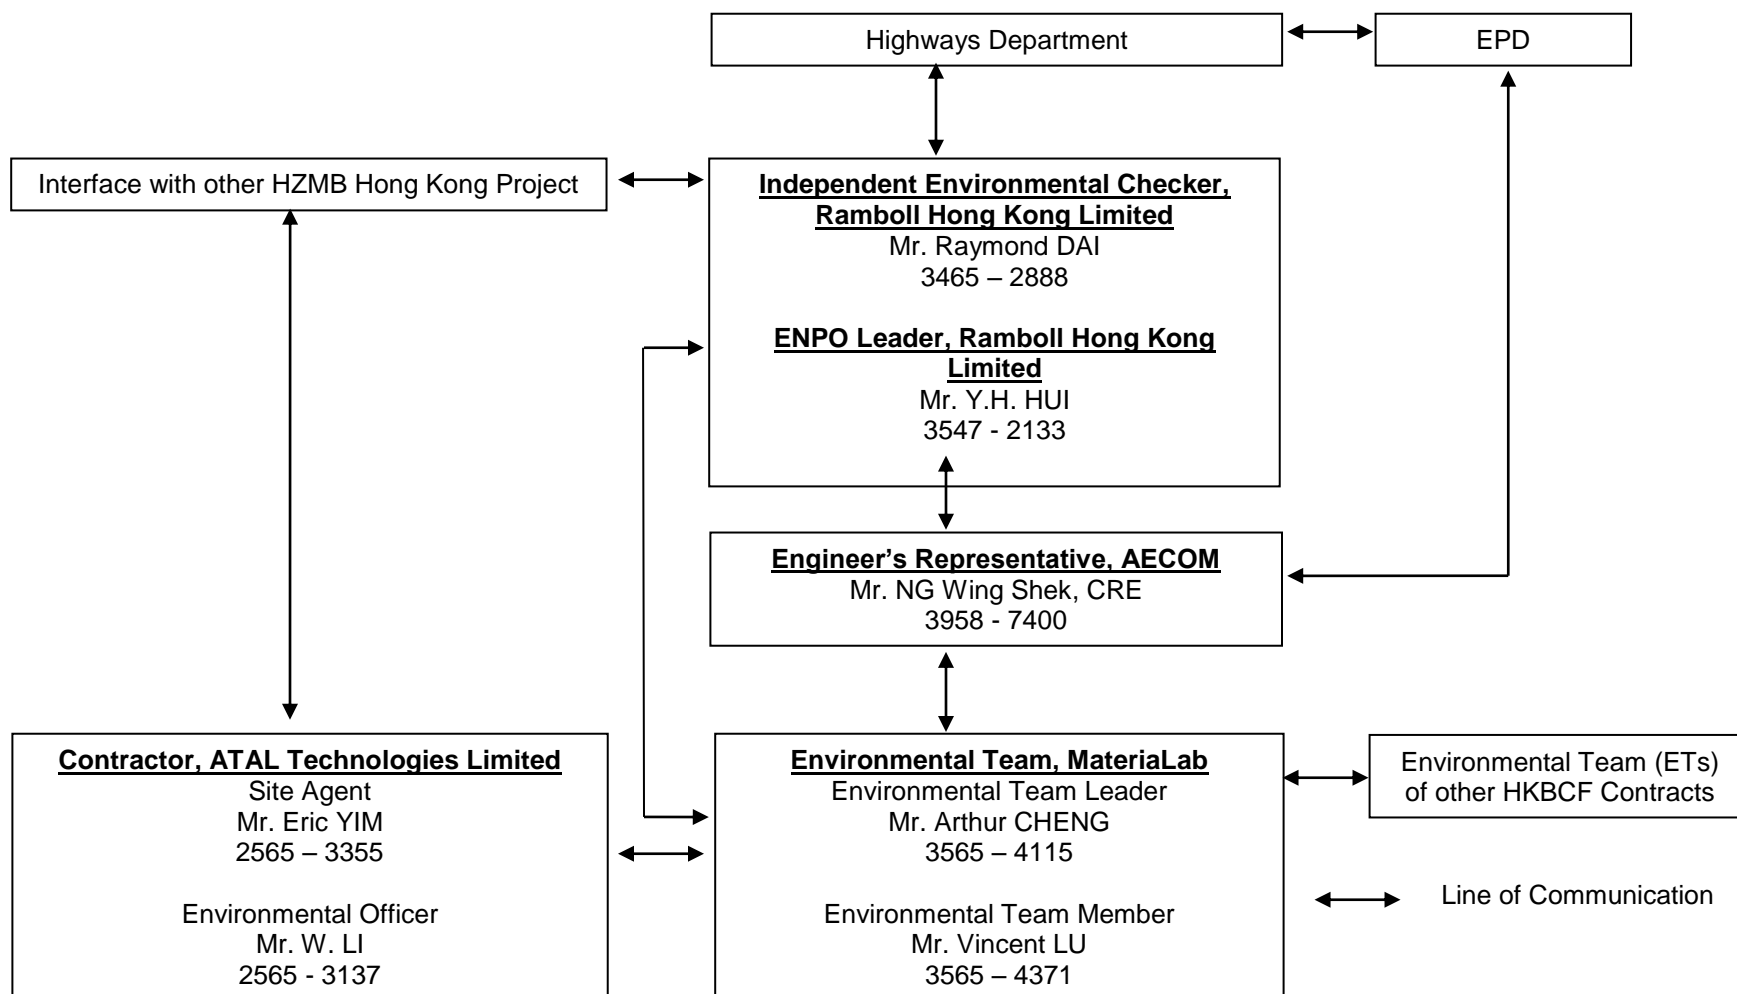 Highways Department
EPD
Interface with other HZMB Hong Kong Project
Independent Environmental Checker,
Ramboll Hong Kong Limited
Mr. Raymond DAI
3465 – 2888
ENPO Leader, Ramboll Hong Kong
Limited
Mr. Y.H. HUI
3547 - 2133
Engineer’s Representative, AECOM
Mr. NG Wing Shek, CRE
3958 - 7400
Contractor, ATAL Technologies Limited
Site Agent
Mr. Eric YIM
2565 – 3355
Environmental Officer
Mr. W. LI
2565 - 3137
Environmental Team, MateriaLab
Environmental Team Leader
Mr. Arthur CHENG
3565 – 4115
Environmental Team Member
Mr. Vincent LU
3565 – 4371
Environmental Team (ETs)
of other HKBCF Contracts
Line of Communication